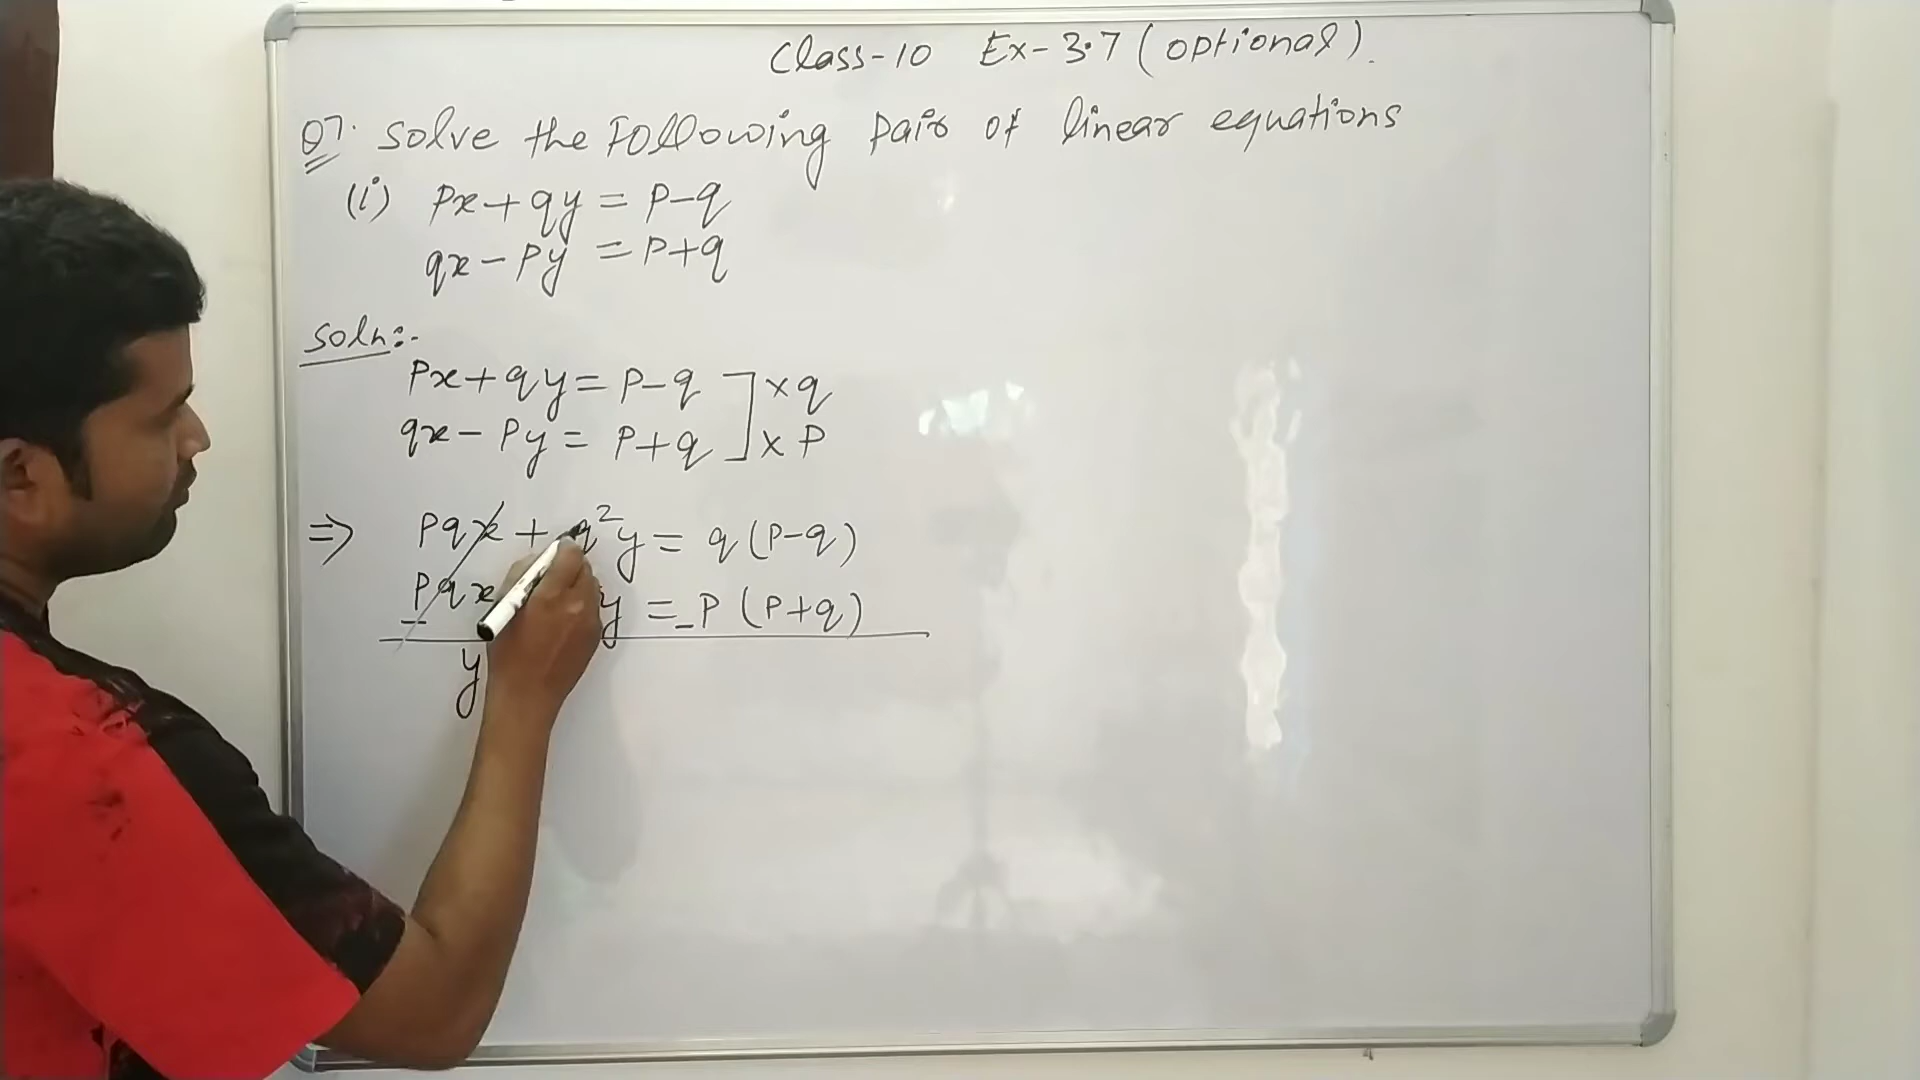 Class-10 Ex-3.7 (optional).
Q7. Solve the Following pair of linear equations
(i) px + qy = p-q
qx - py = p+q
Soln:-
px + qy = p-q ] × q
qx - py = p+q ] × p
⇒ pqx + q²y = q(p-q)
pqx y = p(p+q)
- -
y